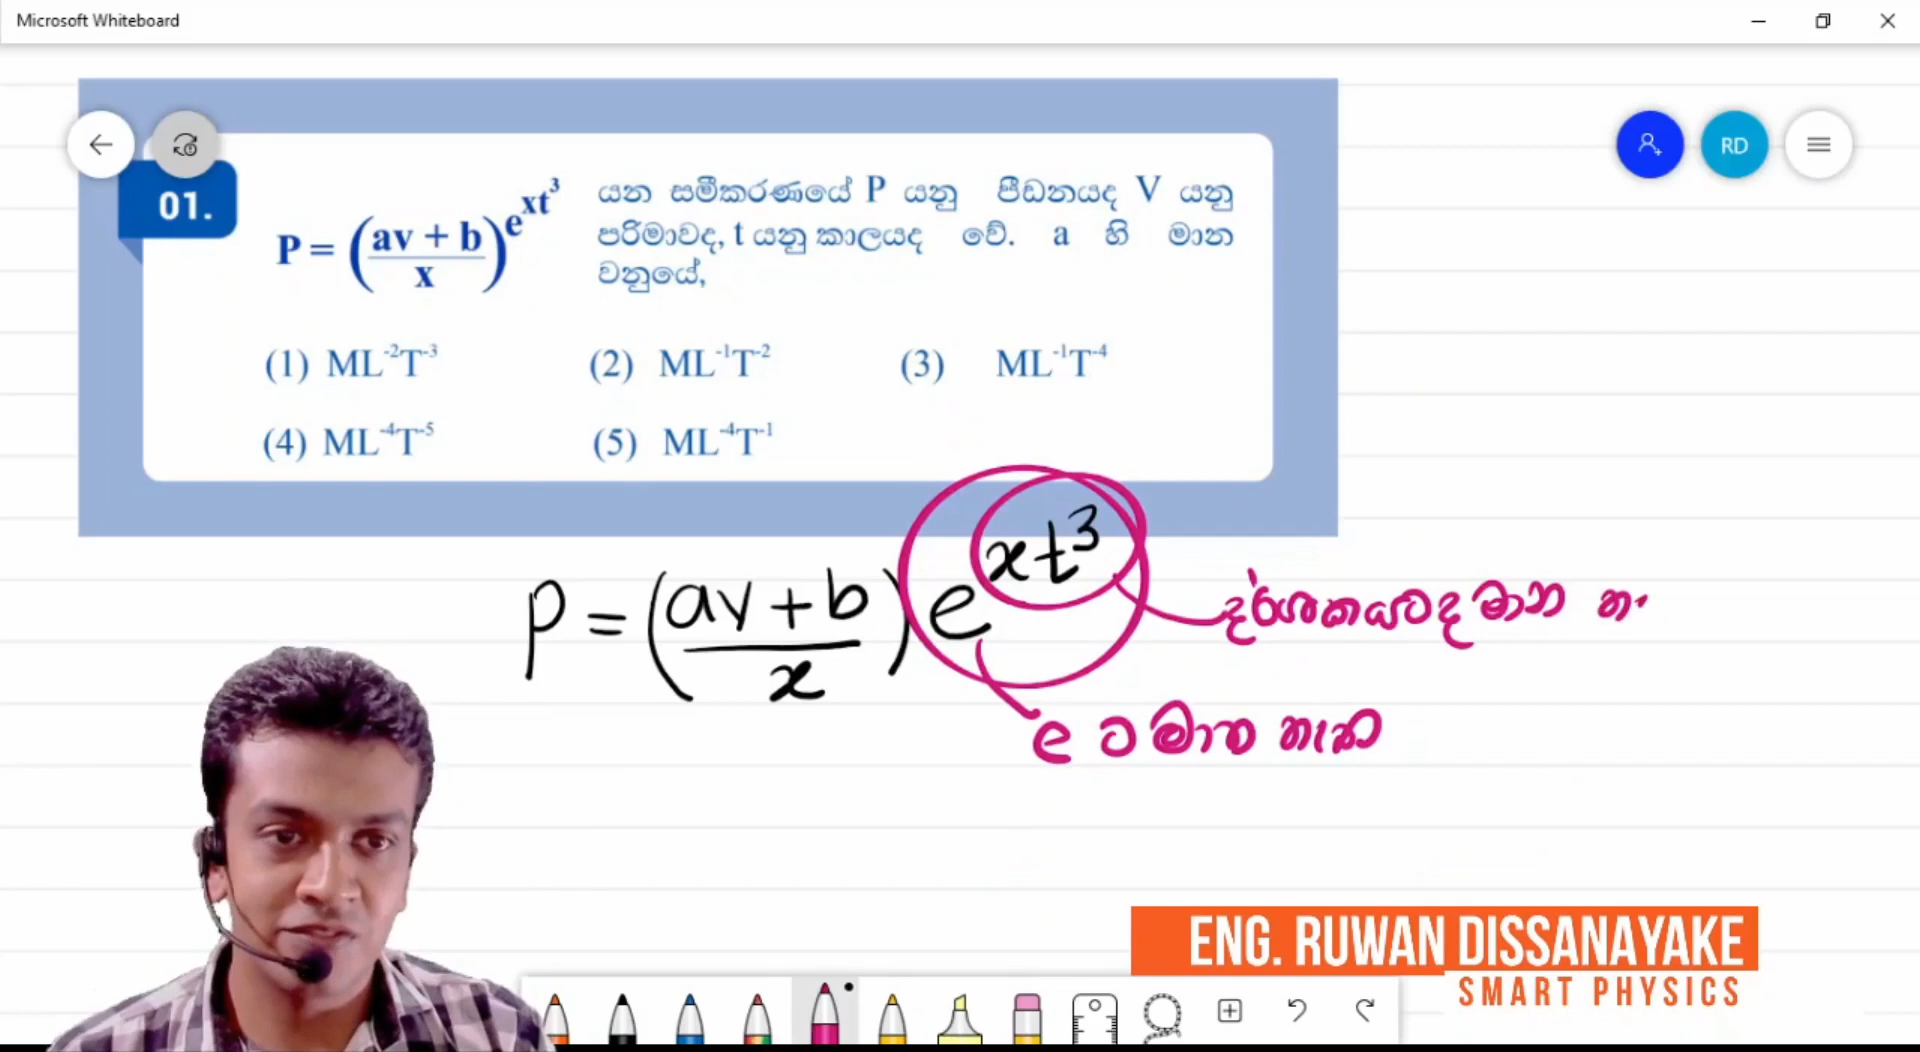 Microsoft Whiteboard
RD
01.
P = (av + b / x) e^xt³
යන සමීකරණයේ P යනු පීඩනයද V යනු
පරිමාවද, t යනු කාලයද වේ. a හි මාන
වනුයේ,
(1) ML⁻²T⁻³ (2) ML⁻¹T⁻² (3) ML⁻¹T⁻⁴
(4) ML⁻⁴T⁻⁵ (5) ML⁻⁴T⁻¹
P = (av + b / x) e^xt³
දර්ශකයටද මාන
e ට මාන නැත
ENG. RUWAN DISSANAYAKE
SMART PHYSICS